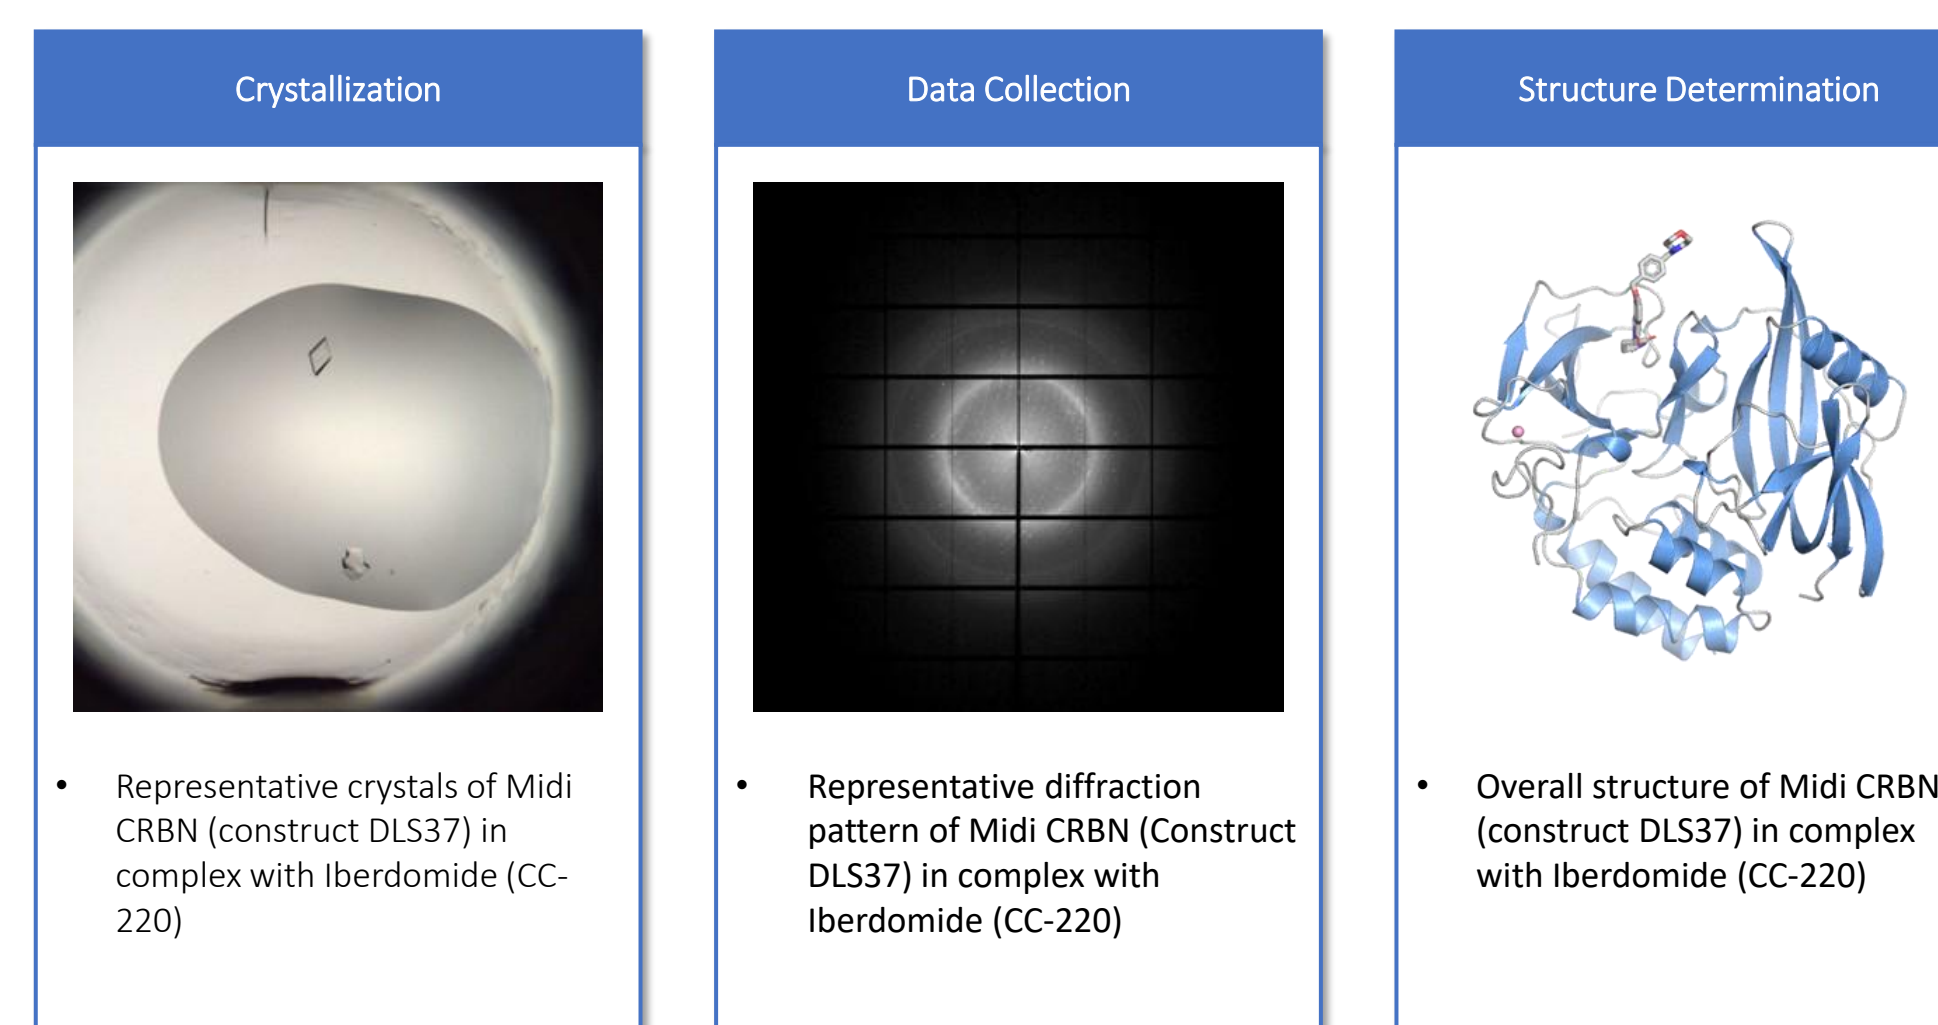 Crystallization
• Representative crystals of Midi
CRBN (construct DLS37) in
complex with Iberdomide (CC-
220)
Data Collection
• Representative diffraction
pattern of Midi CRBN (Construct
DLS37) in complex with
Iberdomide (CC-220)
Structure Determination
• Overall structure of Midi CRBN
(construct DLS37) in complex
with Iberdomide (CC-220)